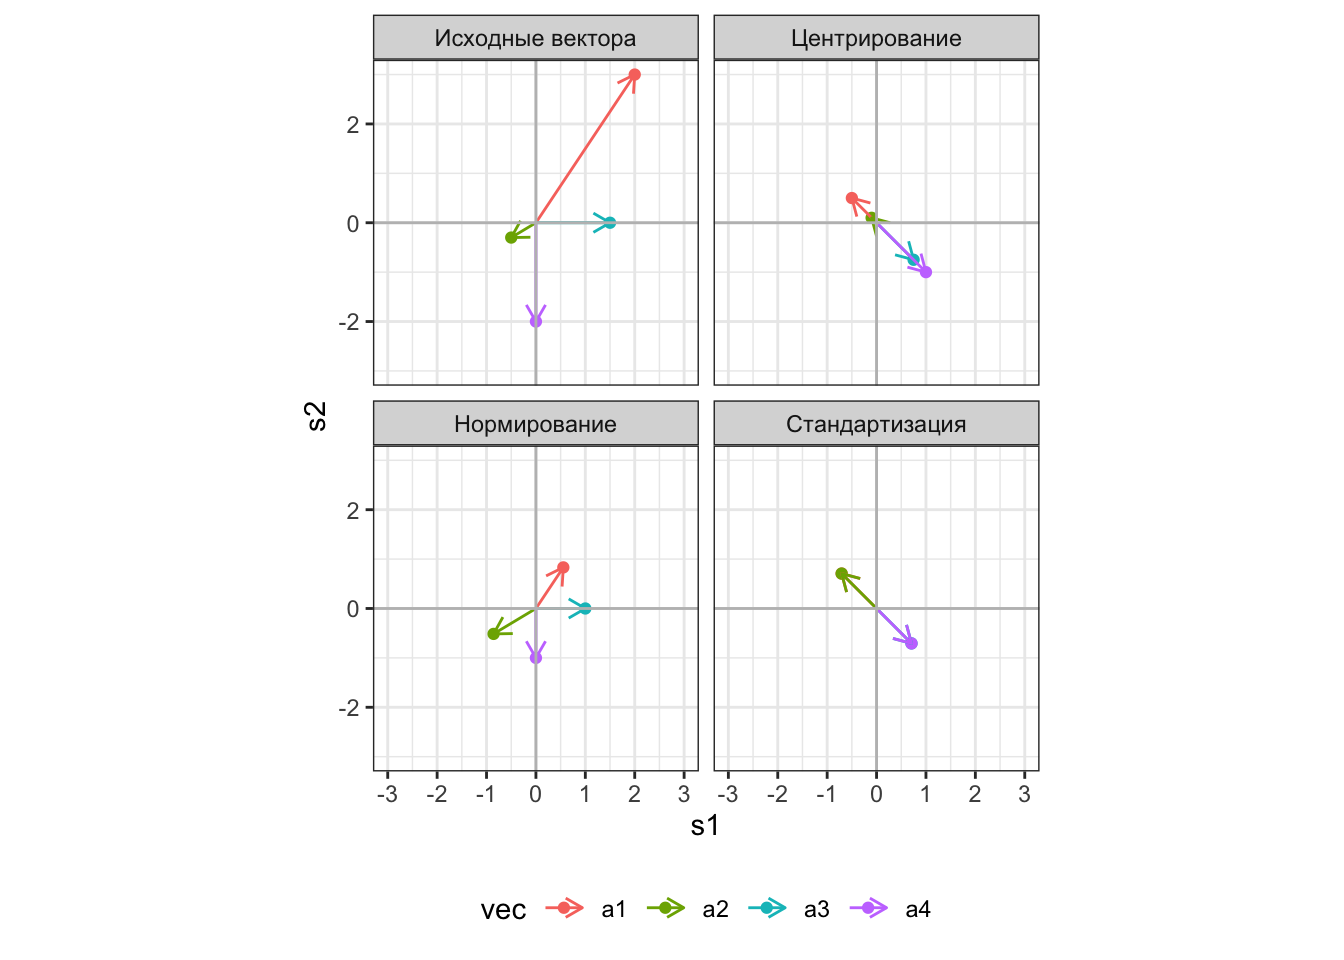 Исходные вектора
Центрирование
2
0
-2
s2
Нормирование
Стандартизация
2
0
-2
-3 -2 -1 0 1 2 3
-3 -2 -1 0 1 2 3
s1
vec a1 a2 a3 a4